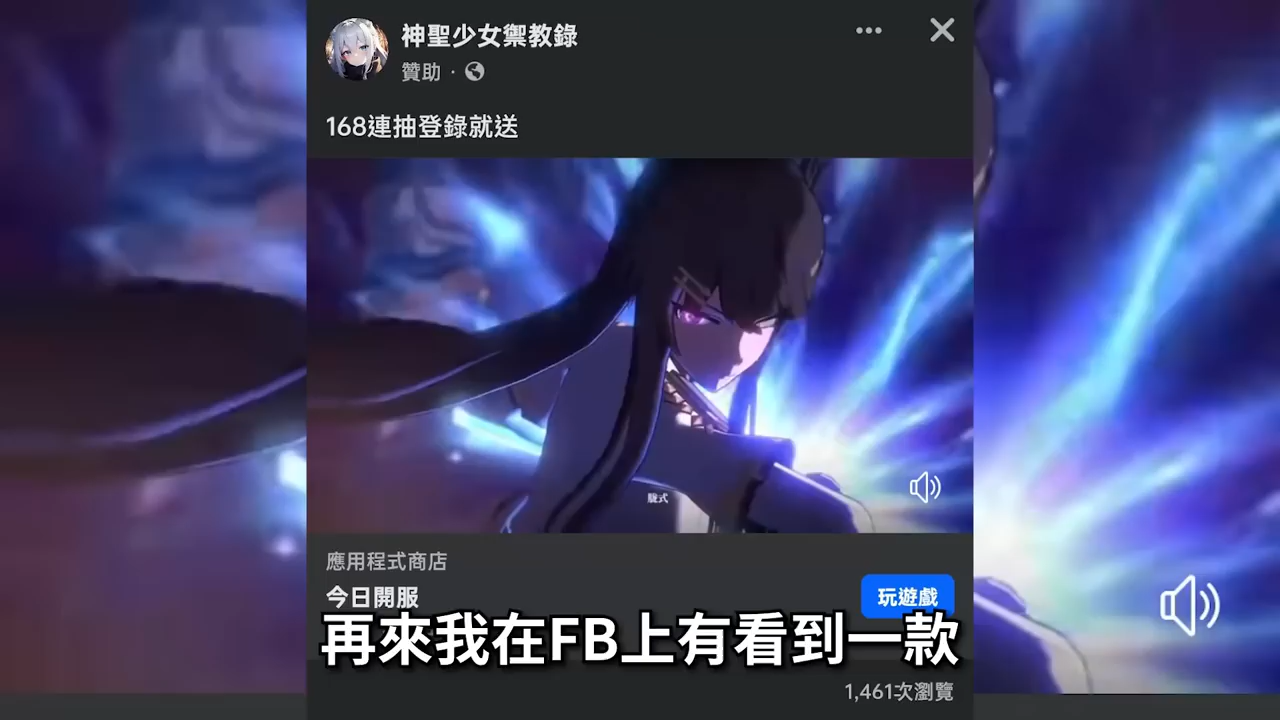 神聖少女禦教錄
贊助 ·
168連抽登錄就送
朧式
應用程式商店
今日開服
玩遊戲
再來我在FB上有看到一款
1,461次瀏覽